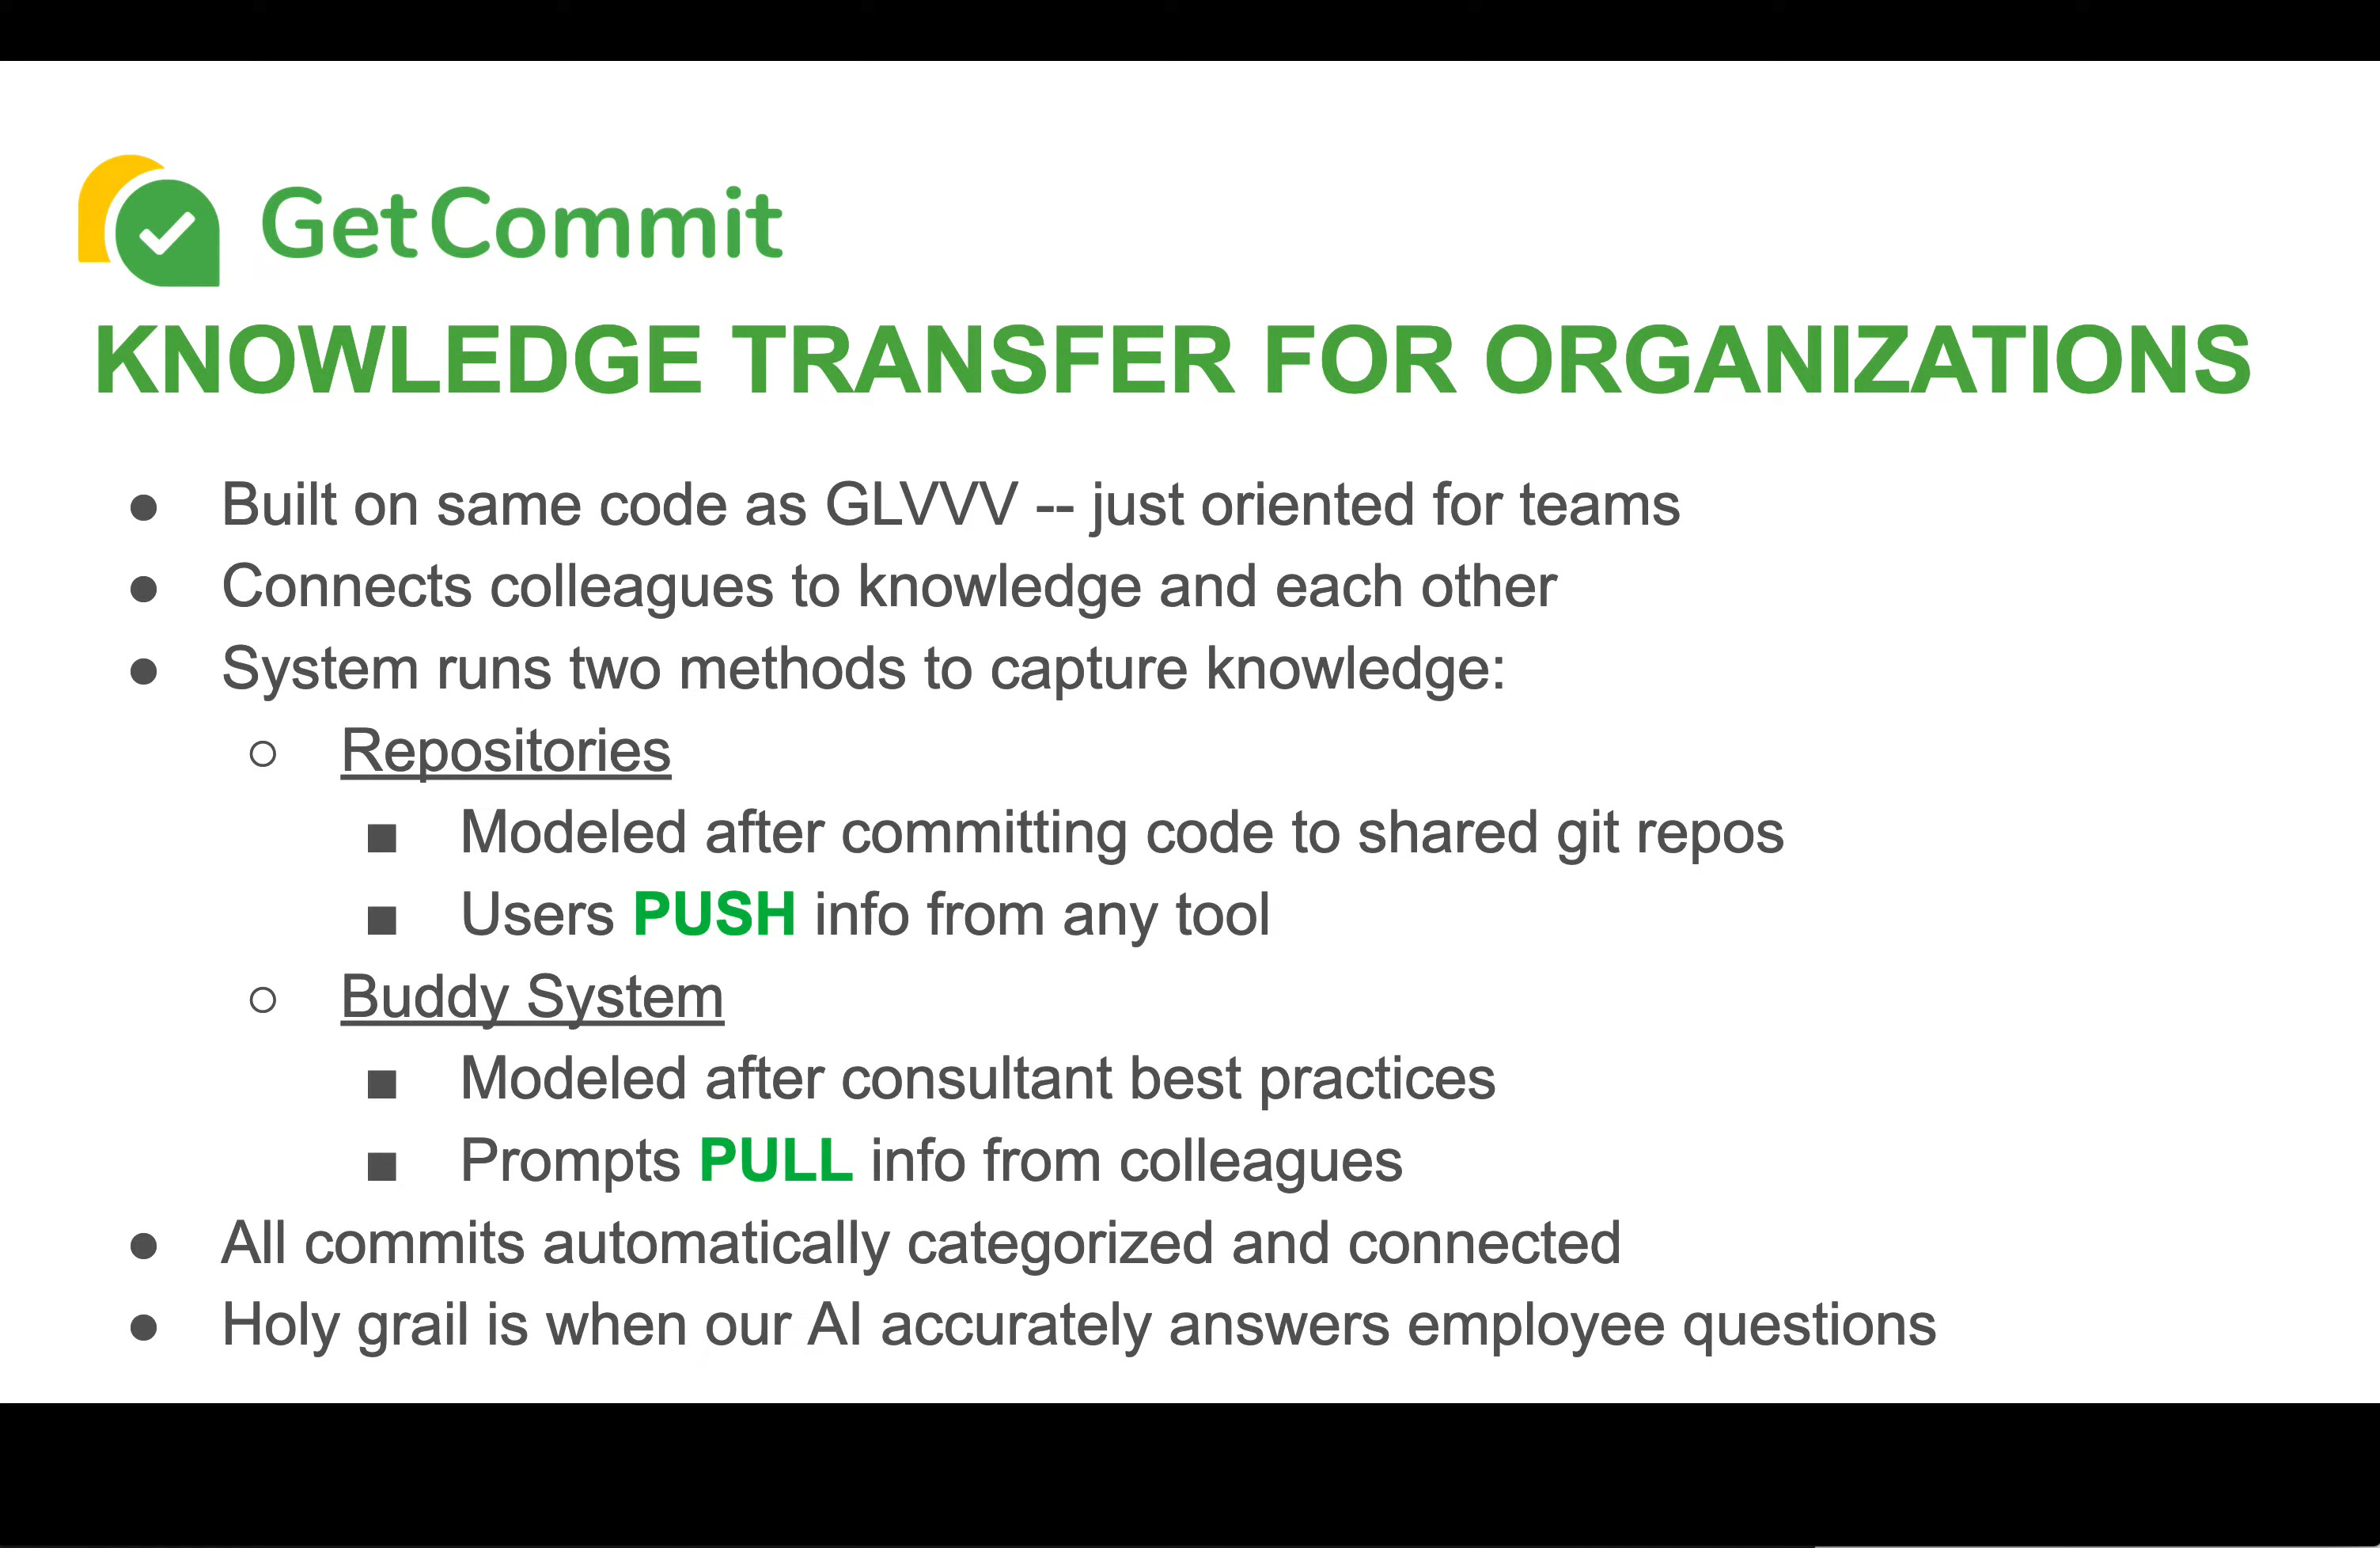 GetCommit
KNOWLEDGE TRANSFER FOR ORGANIZATIONS
● Built on same code as GLVVV -- just oriented for teams
● Connects colleagues to knowledge and each other
● System runs two methods to capture knowledge:
○ Repositories
■ Modeled after committing code to shared git repos
■ Users PUSH info from any tool
○ Buddy System
■ Modeled after consultant best practices
■ Prompts PULL info from colleagues
● All commits automatically categorized and connected
● Holy grail is when our AI accurately answers employee questions